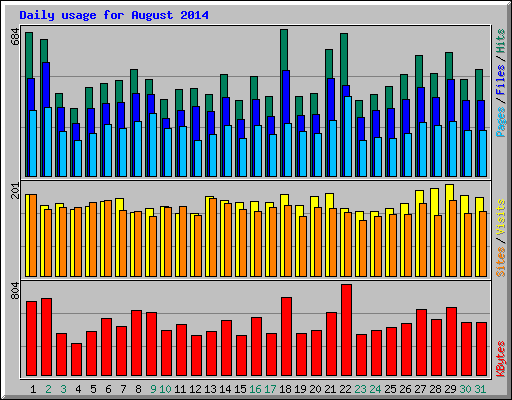 Daily usage for August 2014
684
Pages / Files / Hits
201
Sites / Visits
804
KBytes
1 2 3 4 5 6 7 8 9 10 11 12 13 14 15 16 17 18 19 20 21 22 23 24 25 26 27 28 29 30 31